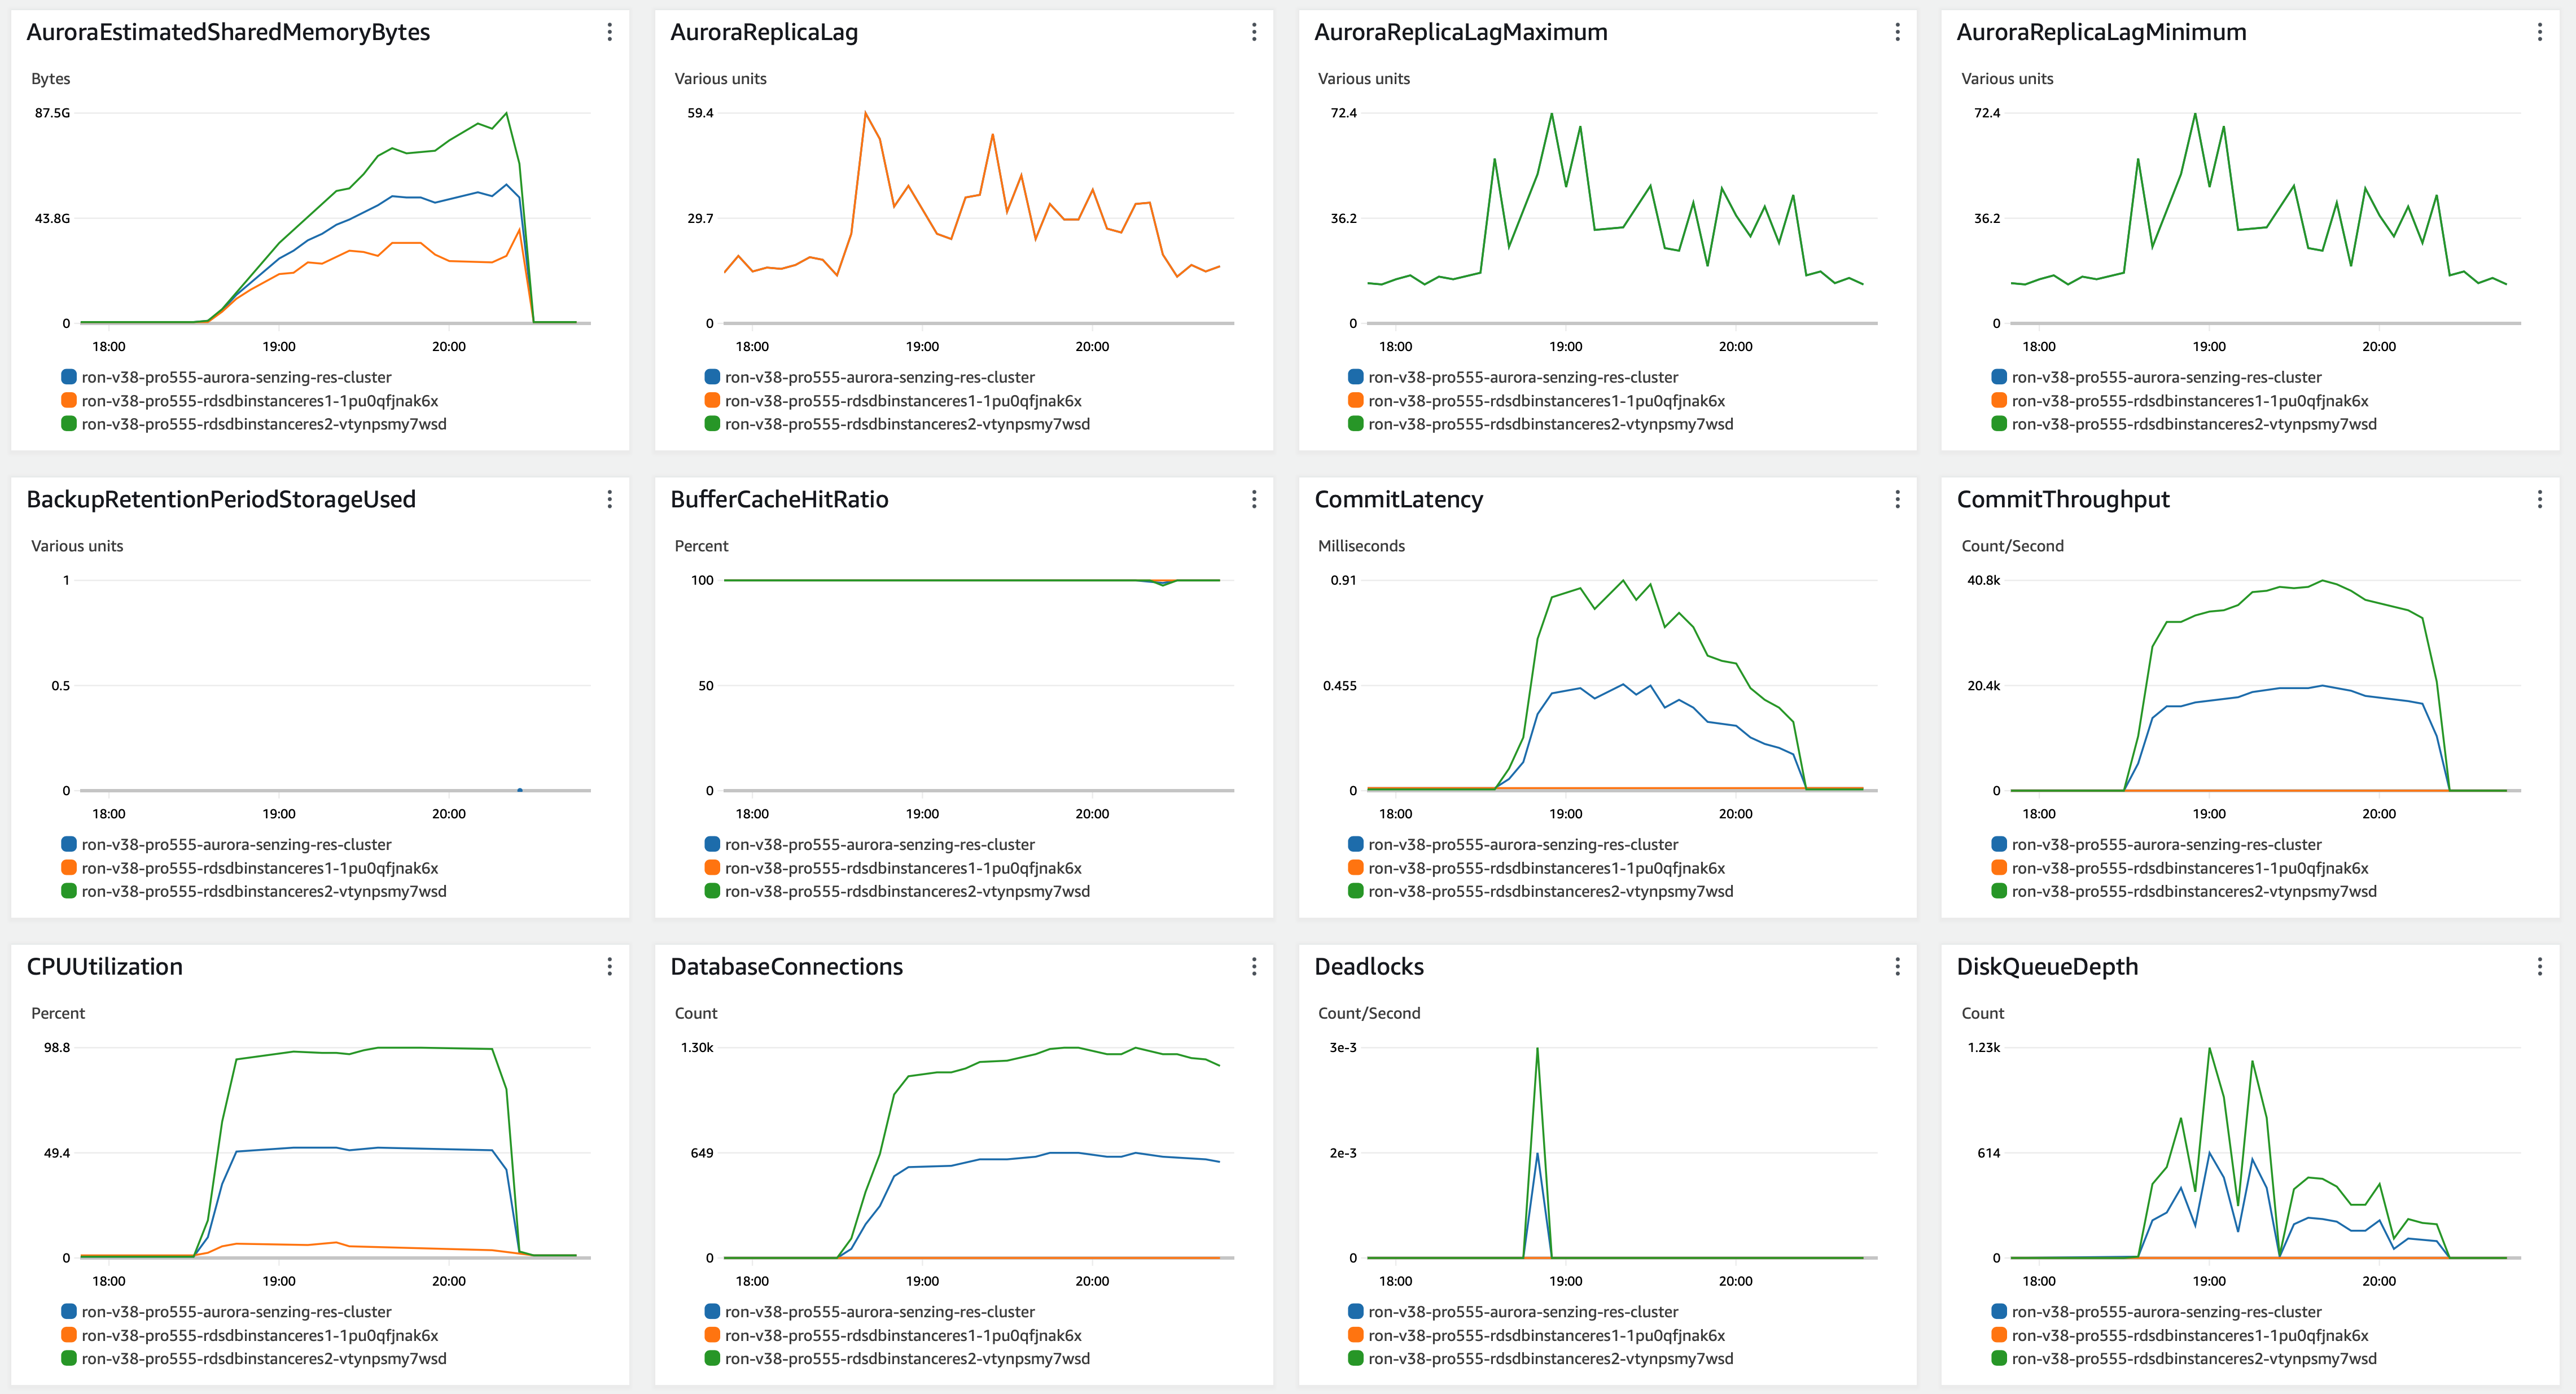 AuroraEstimatedSharedMemoryBytes
Bytes
87.5G
43.8G
0
18:00 19:00 20:00
ron-v38-pro555-aurora-senzing-res-cluster
ron-v38-pro555-rdsdbinstanceres1-1pu0qfjnak6x
ron-v38-pro555-rdsdbinstanceres2-vtynpsmy7wsd
AuroraReplicaLag
Various units
59.4
29.7
0
18:00 19:00 20:00
ron-v38-pro555-aurora-senzing-res-cluster
ron-v38-pro555-rdsdbinstanceres1-1pu0qfjnak6x
ron-v38-pro555-rdsdbinstanceres2-vtynpsmy7wsd
AuroraReplicaLagMaximum
Various units
72.4
36.2
0
18:00 19:00 20:00
ron-v38-pro555-aurora-senzing-res-cluster
ron-v38-pro555-rdsdbinstanceres1-1pu0qfjnak6x
ron-v38-pro555-rdsdbinstanceres2-vtynpsmy7wsd
AuroraReplicaLagMinimum
Various units
72.4
36.2
0
18:00 19:00 20:00
ron-v38-pro555-aurora-senzing-res-cluster
ron-v38-pro555-rdsdbinstanceres1-1pu0qfjnak6x
ron-v38-pro555-rdsdbinstanceres2-vtynpsmy7wsd
BackupRetentionPeriodStorageUsed
Various units
1
0.5
0
18:00 19:00 20:00
ron-v38-pro555-aurora-senzing-res-cluster
ron-v38-pro555-rdsdbinstanceres1-1pu0qfjnak6x
ron-v38-pro555-rdsdbinstanceres2-vtynpsmy7wsd
BufferCacheHitRatio
Percent
100
50
0
18:00 19:00 20:00
ron-v38-pro555-aurora-senzing-res-cluster
ron-v38-pro555-rdsdbinstanceres1-1pu0qfjnak6x
ron-v38-pro555-rdsdbinstanceres2-vtynpsmy7wsd
CommitLatency
Milliseconds
0.91
0.455
0
18:00 19:00 20:00
ron-v38-pro555-aurora-senzing-res-cluster
ron-v38-pro555-rdsdbinstanceres1-1pu0qfjnak6x
ron-v38-pro555-rdsdbinstanceres2-vtynpsmy7wsd
CommitThroughput
Count/Second
40.8k
20.4k
0
18:00 19:00 20:00
ron-v38-pro555-aurora-senzing-res-cluster
ron-v38-pro555-rdsdbinstanceres1-1pu0qfjnak6x
ron-v38-pro555-rdsdbinstanceres2-vtynpsmy7wsd
CPUUtilization
Percent
98.8
49.4
0
18:00 19:00 20:00
ron-v38-pro555-aurora-senzing-res-cluster
ron-v38-pro555-rdsdbinstanceres1-1pu0qfjnak6x
ron-v38-pro555-rdsdbinstanceres2-vtynpsmy7wsd
DatabaseConnections
Count
1.30k
649
0
18:00 19:00 20:00
ron-v38-pro555-aurora-senzing-res-cluster
ron-v38-pro555-rdsdbinstanceres1-1pu0qfjnak6x
ron-v38-pro555-rdsdbinstanceres2-vtynpsmy7wsd
Deadlocks
Count/Second
3e-3
2e-3
0
18:00 19:00 20:00
ron-v38-pro555-aurora-senzing-res-cluster
ron-v38-pro555-rdsdbinstanceres1-1pu0qfjnak6x
ron-v38-pro555-rdsdbinstanceres2-vtynpsmy7wsd
DiskQueueDepth
Count
1.23k
614
0
18:00 19:00 20:00
ron-v38-pro555-aurora-senzing-res-cluster
ron-v38-pro555-rdsdbinstanceres1-1pu0qfjnak6x
ron-v38-pro555-rdsdbinstanceres2-vtynpsmy7wsd